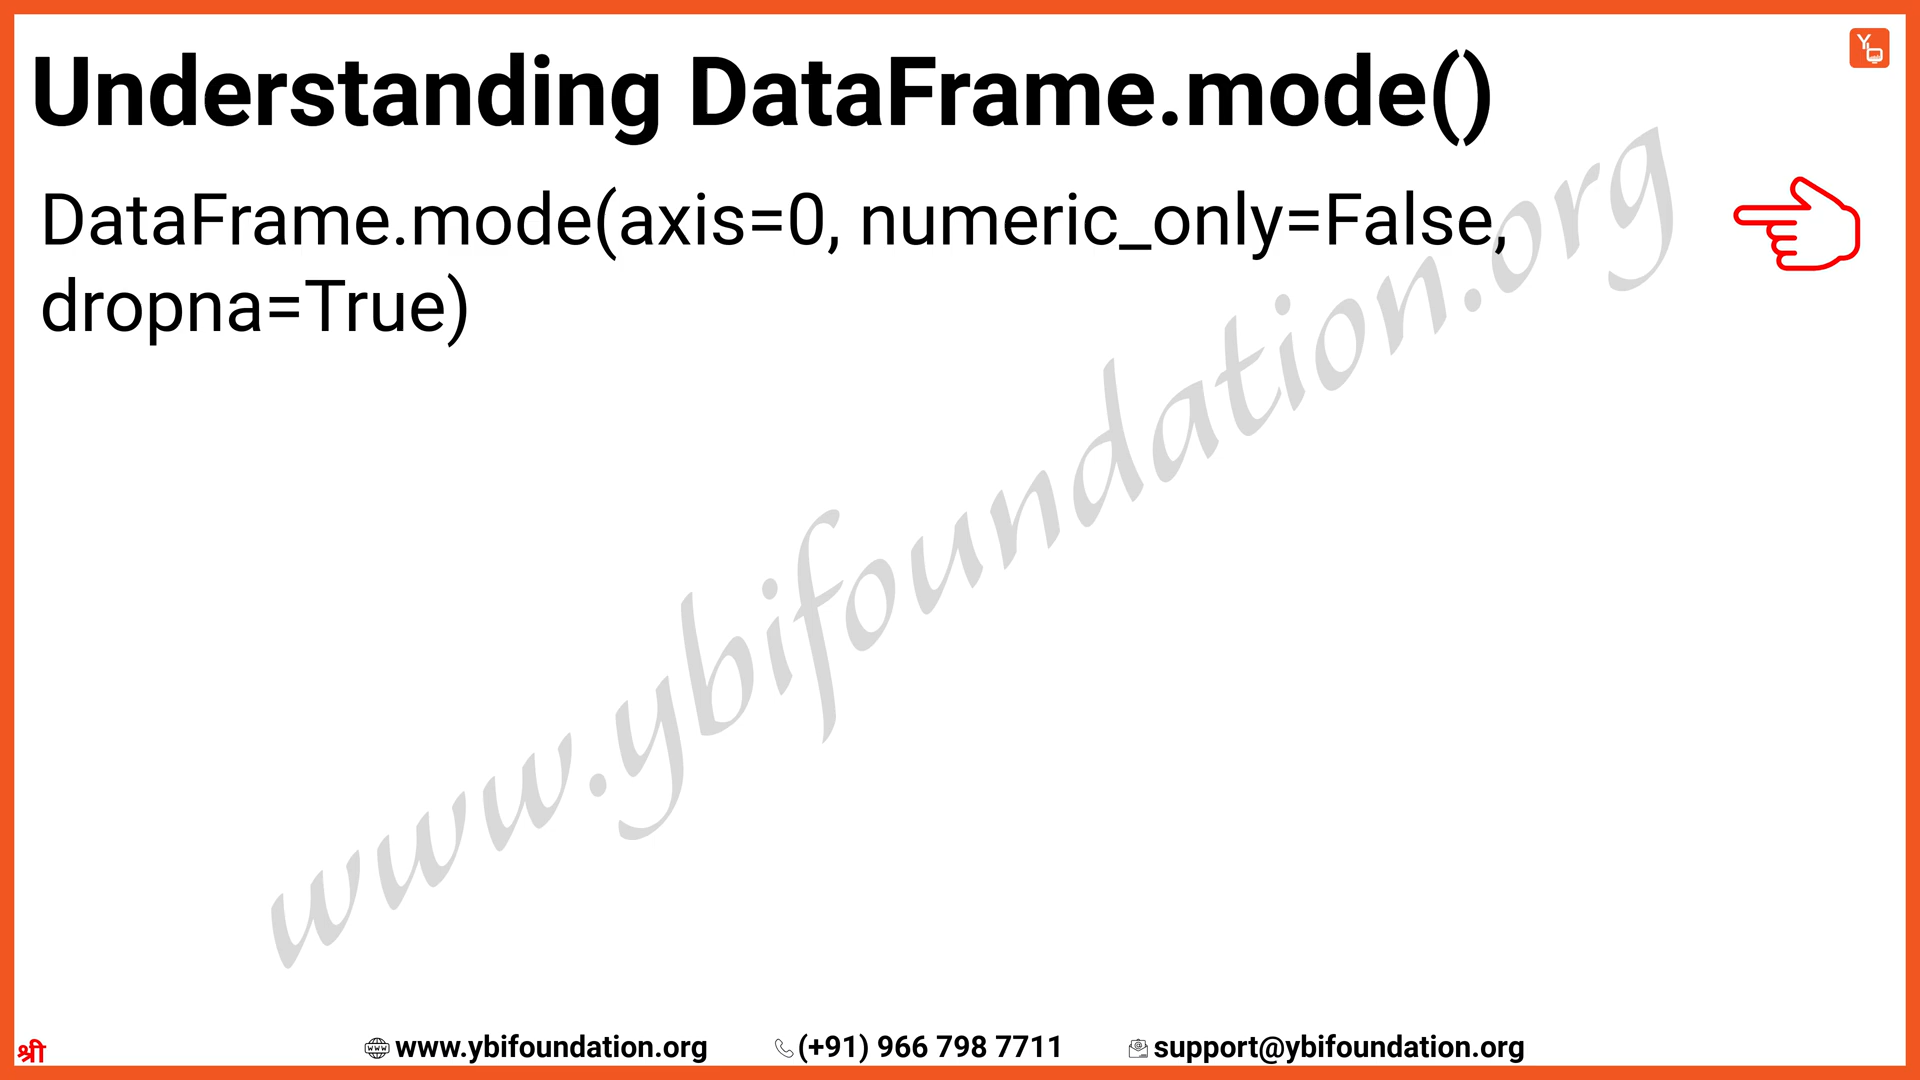 Understanding DataFrame.mode()
DataFrame.mode(axis=0, numeric_only=False,
dropna=True)
www.ybifoundation.org
श्री
www.ybifoundation.org
(+91) 966 798 7711
support@ybifoundation.org